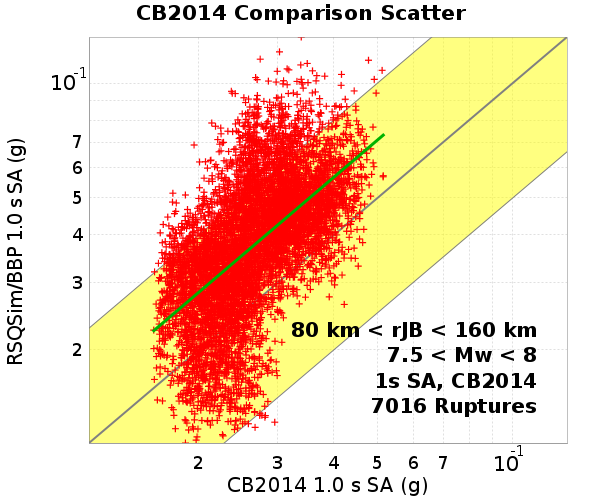 CB2014 Comparison Scatter
RSQSim/BBP 1.0 s SA (g)
10-1
7
6
5
4
3
2
80 km < rJB < 160 km
7.5 < Mw < 8
1s SA, CB2014
7016 Ruptures
2 3 4 5 6 7 10-1
CB2014 1.0 s SA (g)